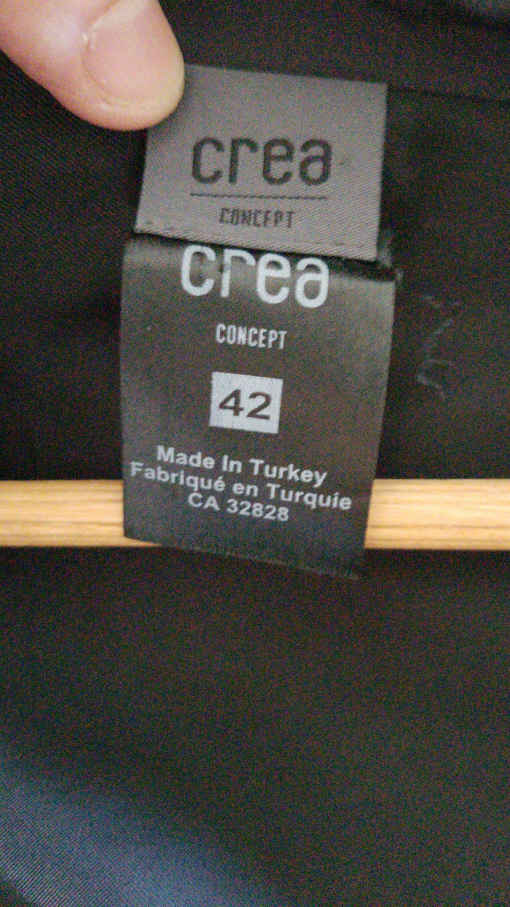 crea
CONCEPT
crea
CONCEPT
42
Made In Turkey
Fabriqué en Turquie
CA 32828